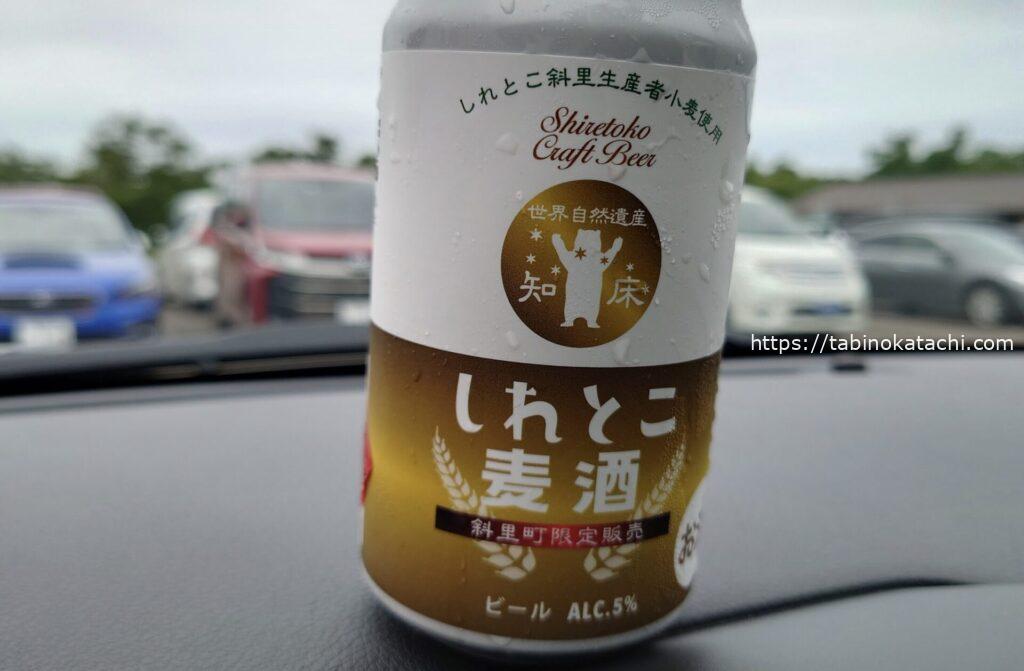 しれとこ斜里生産者小麦使用
Shiretoko
Craft Beer
世界自然遺産
知床
しれとこ
麦酒
斜里町限定販売
お
ビール ALC.5%
https://tabinokatachi.com